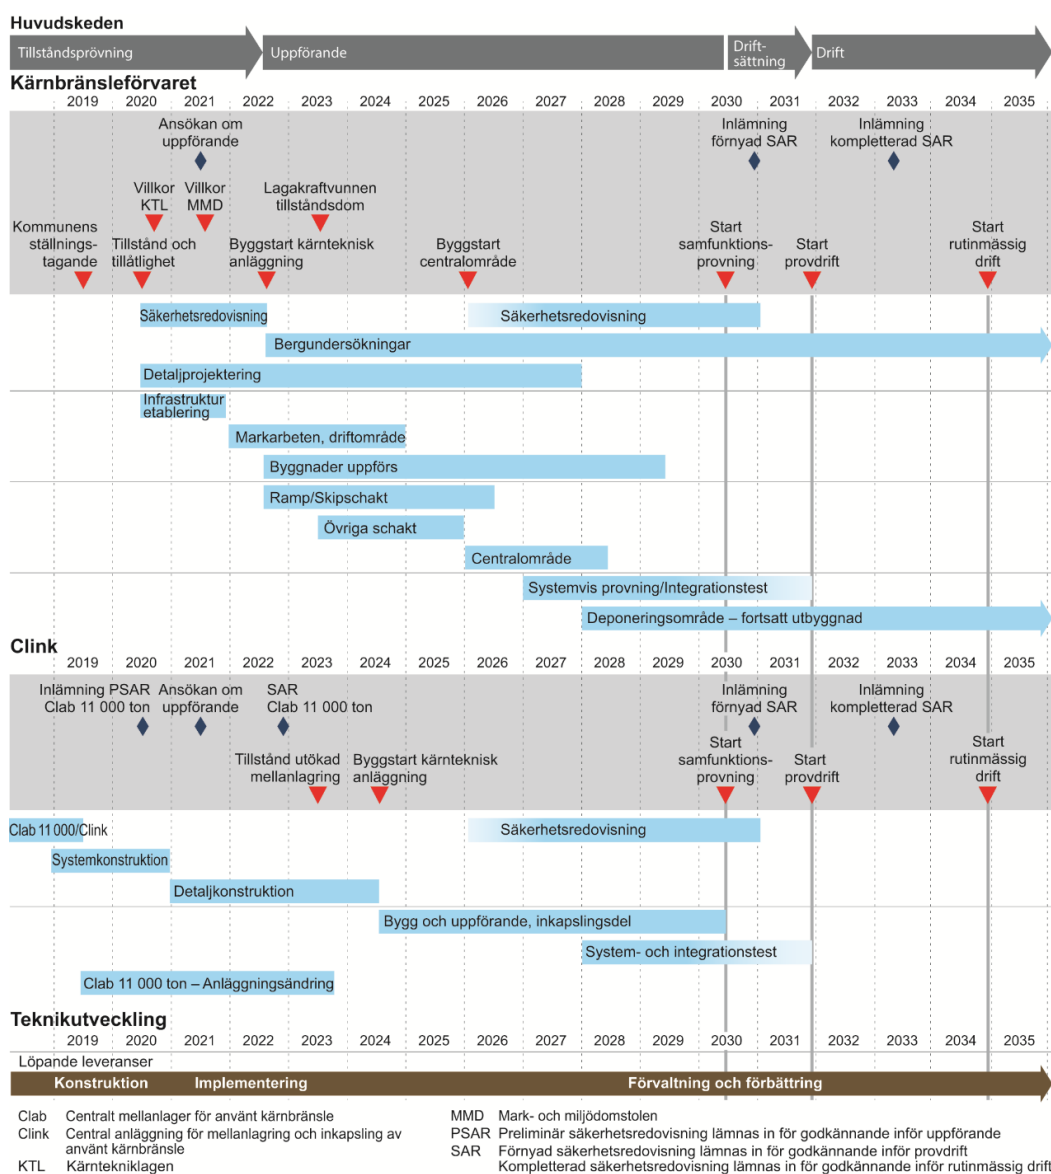 Huvudskeden
Tillståndsprövning
Uppförande
Drift-
sättning
Drift
Kärnbränsleförvaret
2019 2020 2021 2022 2023 2024 2025 2026 2027 2028 2029 2030 2031 2032 2033 2034 2035
Ansökan om
uppförande
Inlämning
förnyad SAR
Inlämning
kompletterad SAR
Villkor
KTL
Villkor
MMD
Lagakraftvunnen
tillståndsdom
Kommunens
ställnings-
tagande
Tillstånd och
tillåtlighet
Byggstart kärnteknisk
anläggning
Byggstart
centralområde
Start
samfunktions-
provning
Start
provdrift
Start
rutinmässig
drift
Säkerhetsredovisning
Säkerhetsredovisning
Bergundersökningar
Detaljprojektering
Infrastruktur
etablering
Markarbeten, driftområde
Byggnader uppförs
Ramp/Skipschakt
Övriga schakt
Centralområde
Systemvis provning/Integrationstest
Deponeringsområde – fortsatt utbyggnad
Clink
2019 2020 2021 2022 2023 2024 2025 2026 2027 2028 2029 2030 2031 2032 2033 2034 2035
Inlämning PSAR
Clab 11 000 ton
Ansökan om
uppförande
SAR
Clab 11 000 ton
Inlämning
förnyad SAR
Inlämning
kompletterad SAR
Tillstånd utökad
mellanlagring
Byggstart kärnteknisk
anläggning
Start
samfunktions-
provning
Start
provdrift
Start
rutinmässig
drift
Clab 11 000/Clink
Säkerhetsredovisning
Systemkonstruktion
Detaljkonstruktion
Bygg och uppförande, inkapslingsdel
System- och integrationstest
Clab 11 000 ton – Anläggningsändring
Teknikutveckling
2019 2020 2021 2022 2023 2024 2025 2026 2027 2028 2029 2030 2031 2032 2033 2034 2035
Löpande leveranser
Konstruktion
Implementering
Förvaltning och förbättring
Clab Centralt mellanlager för använt kärnbränsle
Clink Central anläggning för mellanlagring och inkapsling av
använt kärnbränsle
KTL Kärntekniklagen
MMD Mark- och miljödomstolen
PSAR Preliminär säkerhetsredovisning lämnas in för godkännande inför uppförande
SAR Förnyad säkerhetsredovisning lämnas in för godkännande inför provdrift
Kompletterad säkerhetsredovisning lämnas in för godkännande inför rutinmässig drift